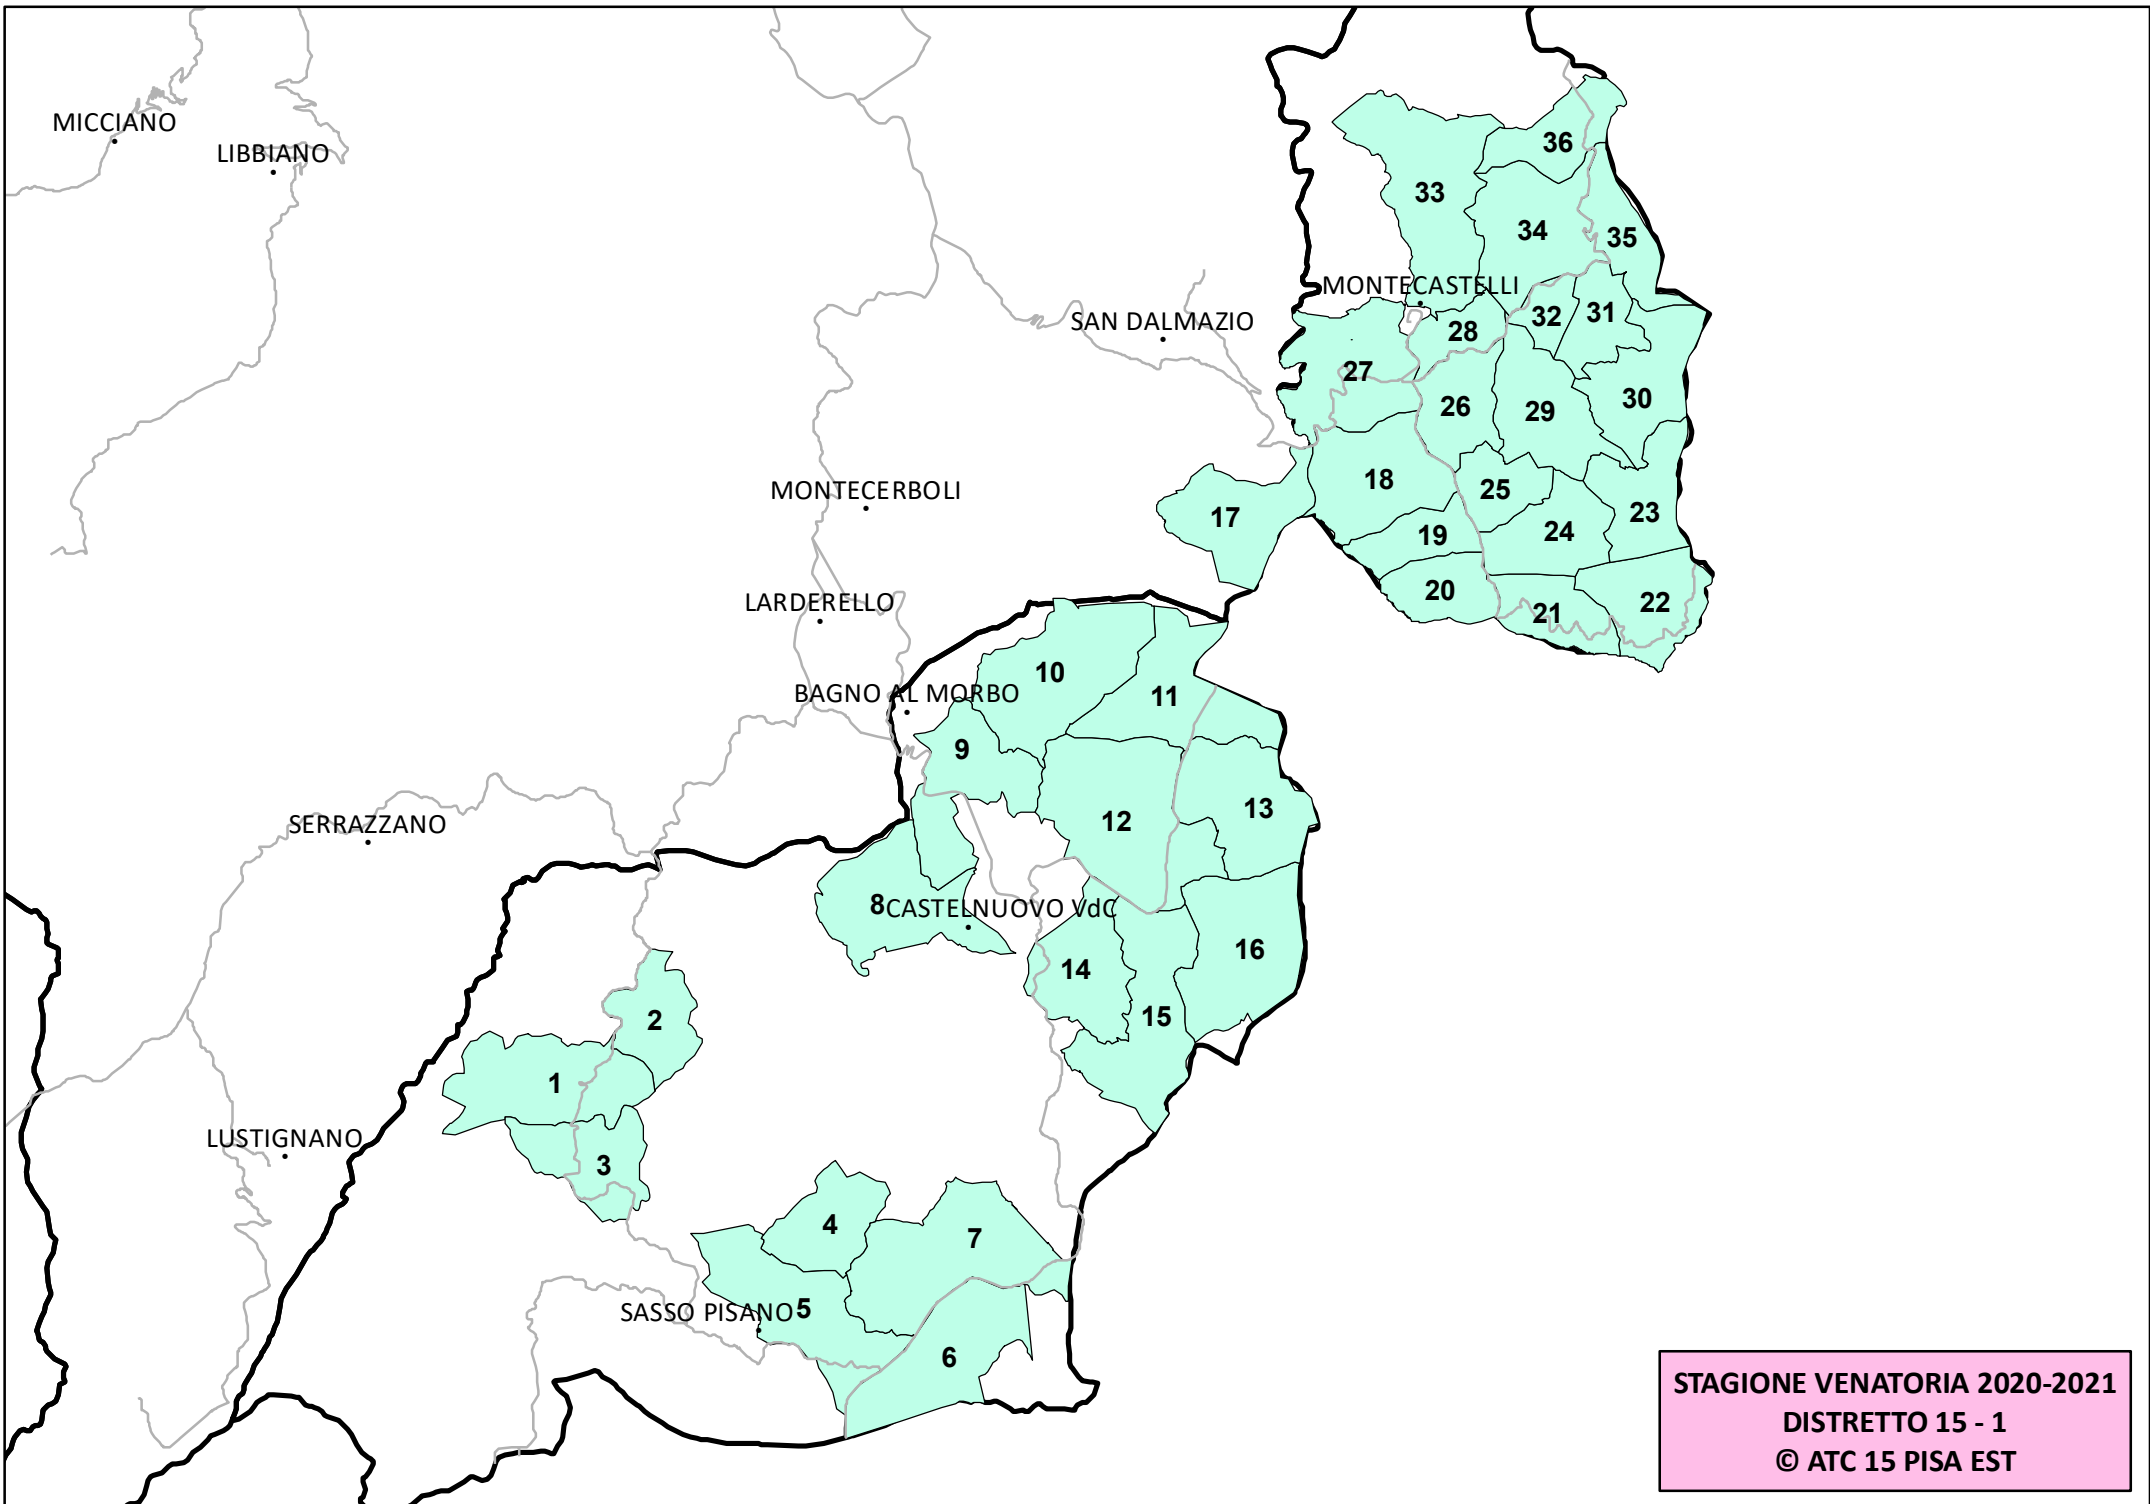 MICCIANO
LIBBIANO
36
33
34
35
MONTECASTELLI
SAN DALMAZIO
32
31
28
27
26
29
30
MONTECERBOLI
18
25
17
19
24
23
LARDERELLO
20
21
22
10
BAGNO AL MORBO
11
9
SERRAZZANO
12
13
8
CASTELNUOVO VdC
14
16
2
15
1
LUSTIGNANO
3
4
7
SASSO PISANO
5
6
STAGIONE VENATORIA 2020-2021
DISTRETTO 15 - 1
© ATC 15 PISA EST